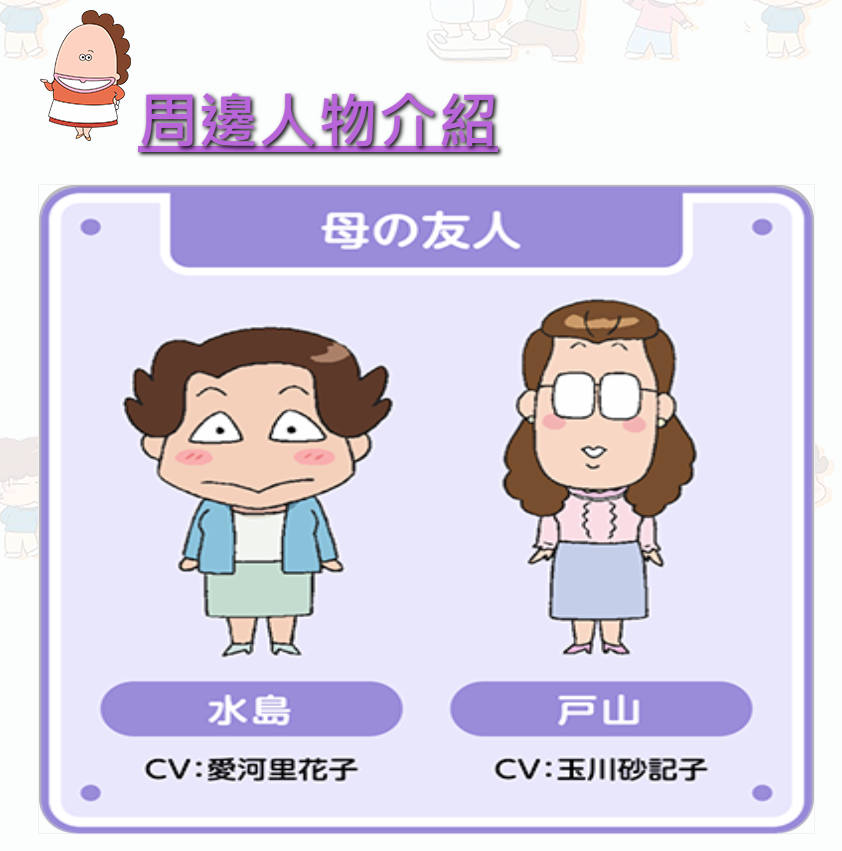 周邊人物介紹
母の友人
水島
戸山
CV：愛河里花子
CV：玉川砂記子